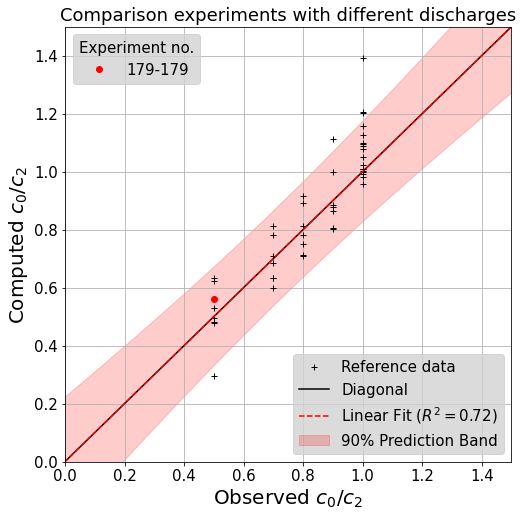 Comparison experiments with different discharges
Experiment no.
179-179
Computed c₀/c₂
1.4
1.2
1.0
0.8
0.6
0.4
0.2
0.0
Reference data
Diagonal
Linear Fit (R² = 0.72)
90% Prediction Band
0.0 0.2 0.4 0.6 0.8 1.0 1.2 1.4
Observed c₀/c₂